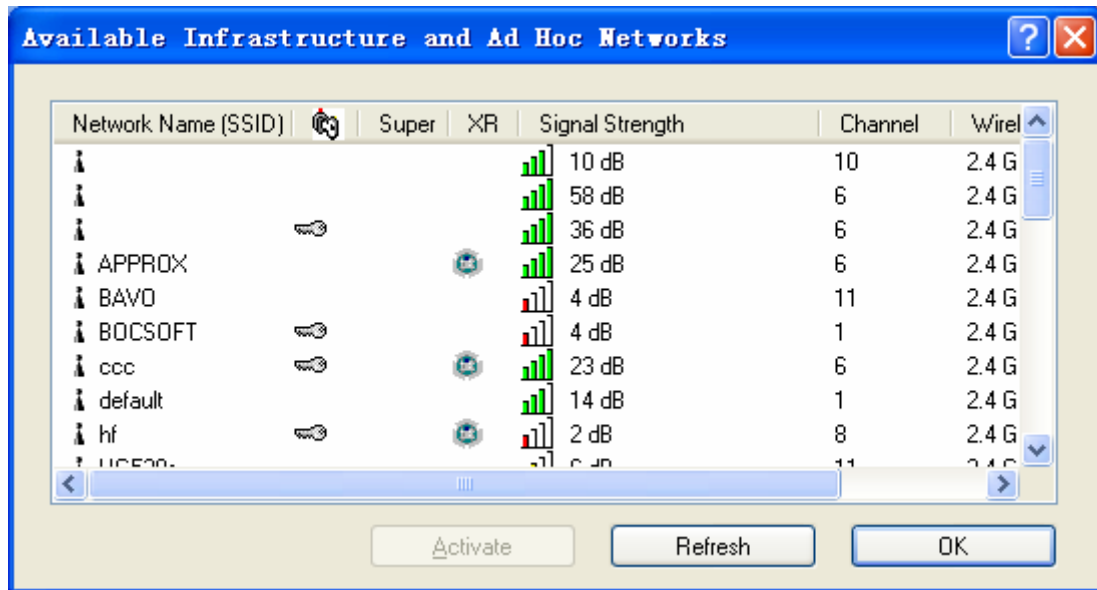 Available Infrastructure and Ad Hoc Networks
Network Name (SSID) Super XR Signal Strength Channel Wirel
10 dB 10 2.4 G
58 dB 6 2.4 G
36 dB 6 2.4 G
APPROX 25 dB 6 2.4 G
BAVO 4 dB 11 2.4 G
BOCSOFT 4 dB 1 2.4 G
ccc 23 dB 6 2.4 G
default 14 dB 1 2.4 G
hf 2 dB 8 2.4 G
11
Activate Refresh OK